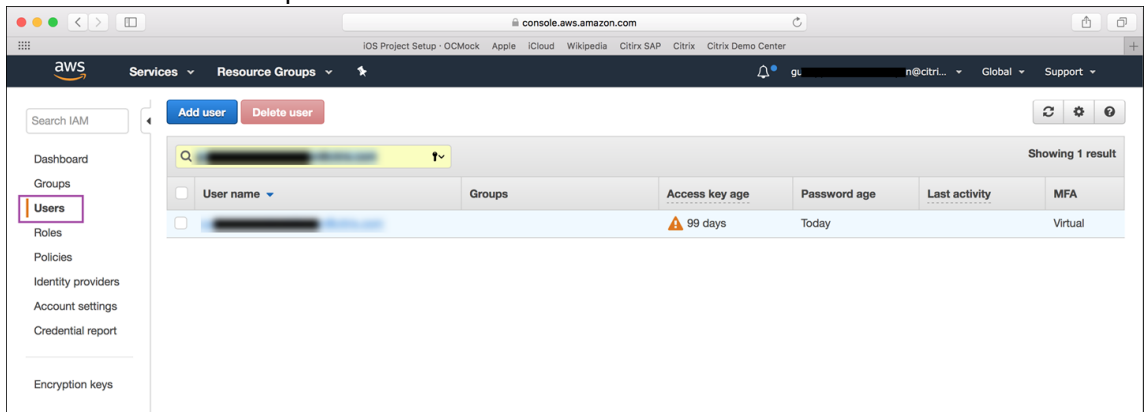 console.aws.amazon.com
iOS Project Setup · OCMock Apple iCloud Wikipedia Citirx SAP Citrix Citrix Demo Center
aws Services Resource Groups gu n@citri... Global Support
Search IAM
Add user Delete user
Dashboard
Groups
Users
Roles
Policies
Identity providers
Account settings
Credential report
Encryption keys
Showing 1 result
User name Groups Access key age Password age Last activity MFA
99 days Today Virtual